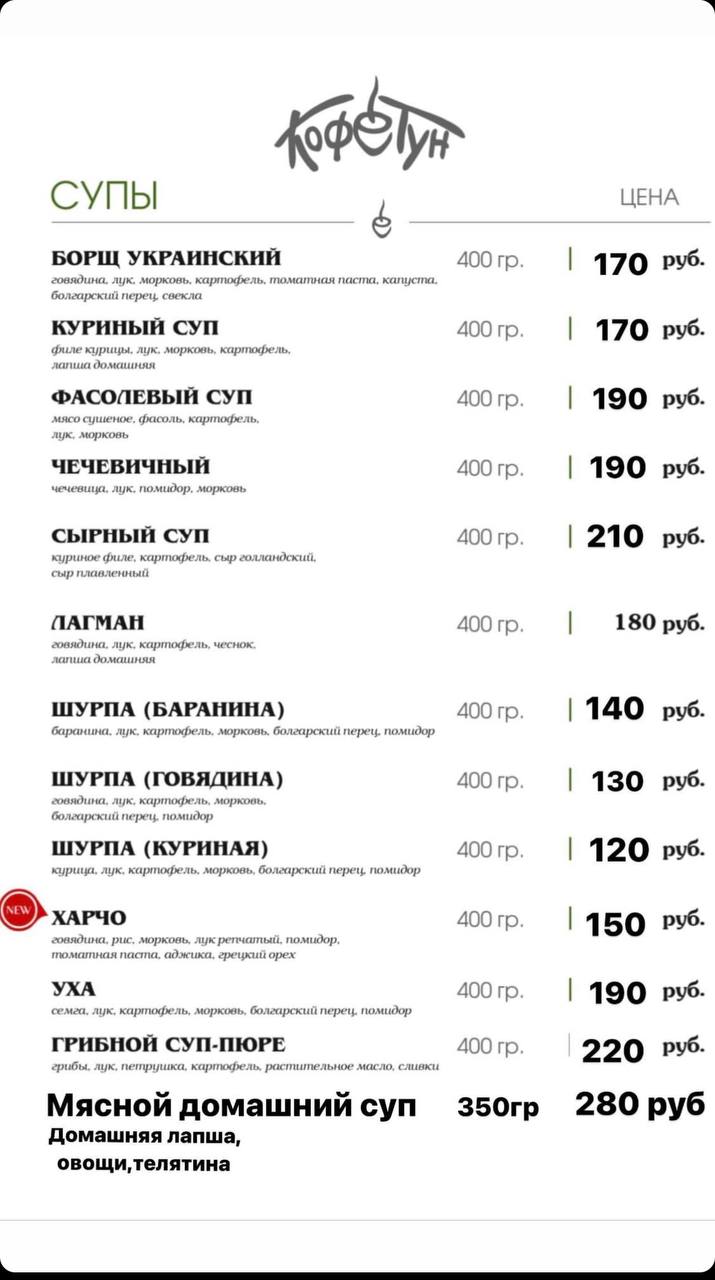 КофеТун
СУПЫ ЦЕНА
БОРЩ УКРАИНСКИЙ 400 гр. 170 руб.
говядина, лук, морковь, картофель, томатная паста, капуста,
болгарский перец, свекла
КУРИНЫЙ СУП 400 гр. 170 руб.
филе курицы, лук, морковь, картофель,
лапша домашняя
ФАСОЛЕВЫЙ СУП 400 гр. 190 руб.
мясо сушеное, фасоль, картофель,
лук, морковь
ЧЕЧЕВИЧНЫЙ 400 гр. 190 руб.
чечевица, лук, помидор, морковь
СЫРНЫЙ СУП 400 гр. 210 руб.
куриное филе, картофель, сыр голландский,
сыр плавленный
ЛАГМАН 400 гр. 180 руб.
говядина, лук, картофель, чеснок,
лапша домашняя
ШУРПА (БАРАНИНА) 400 гр. 140 руб.
баранина, лук, картофель, морковь, болгарский перец, помидор
ШУРПА (ГОВЯДИНА) 400 гр. 130 руб.
говядина, лук, картофель, морковь,
болгарский перец, помидор
ШУРПА (КУРИНАЯ) 400 гр. 120 руб.
курица, лук, картофель, морковь, болгарский перец, помидор
NEW ХАРЧО 400 гр. 150 руб.
говядина, рис, морковь, лук репчатый, помидор,
томатная паста, аджика, грецкий орех
УХА 400 гр. 190 руб.
семга, лук, картофель, морковь, болгарский перец, помидор
ГРИБНОЙ СУП-ПЮРЕ 400 гр. 220 руб.
грибы, лук, петрушка, картофель, растительное масло, сливки
Мясной домашний суп 350гр 280 руб
Домашняя лапша,
овощи,телятина